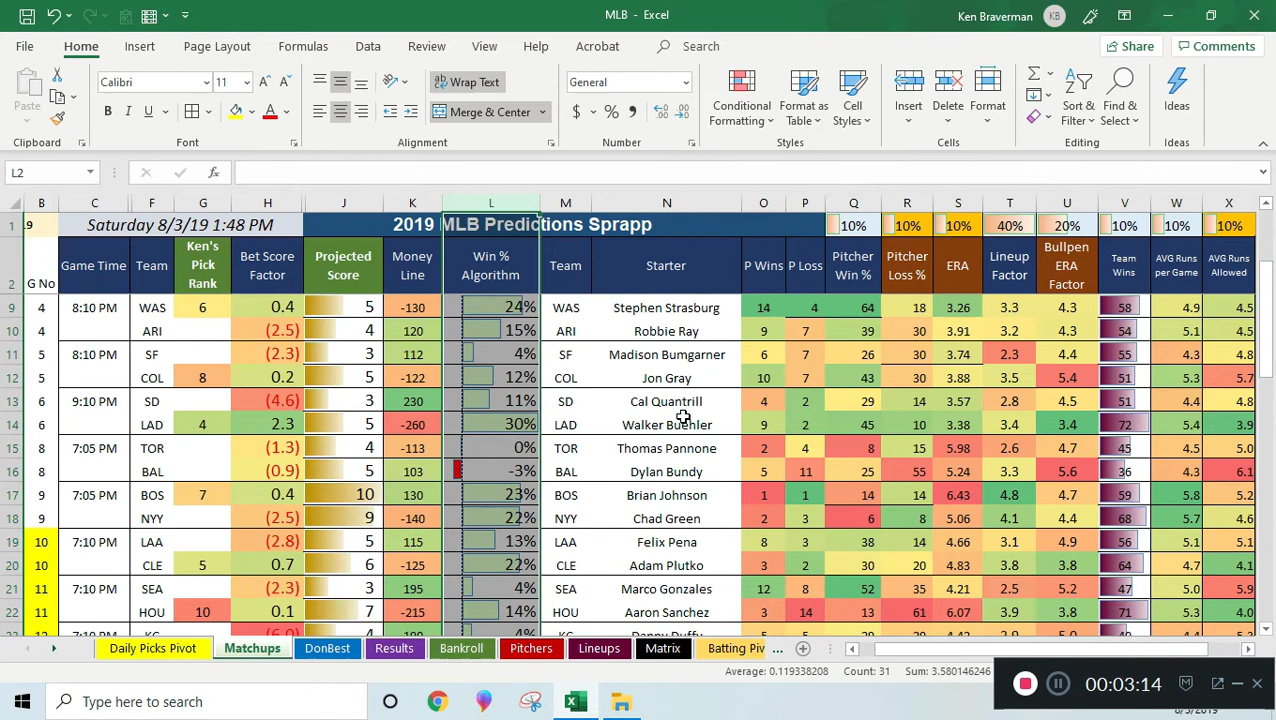 MLB - Excel
Ken Braverman KB
File Home Insert Page Layout Formulas Data Review View Help Acrobat Search Share Comments
Calibri 11 A A Wrap Text General
Paste B I U A Merge & Center $ % Conditional Formatting Format as Table Cell Styles Insert Delete Format Sort & Filter Find & Select Ideas
Clipboard Font Alignment Number Styles Cells Editing Ideas
L2 fx
B C F G H J K L M N O P Q R S T U V W X
1 .9 Saturday 8/3/19 1:48 PM 2019 MLB Predictions Sprapp 10% 10% 10% 40% 20% 10% 10% 10%
2 G No Game Time Team Ken's Pick Rank Bet Score Factor Projected Score Money Line Win % Algorithm Team Starter P Wins P Loss Pitcher Win % Pitcher Loss % ERA Lineup Factor Bullpen ERA Factor Team Wins AVG Runs per Game AVG Runs Allowed
9 4 8:10 PM WAS 6 0.4 5 -130 24% WAS Stephen Strasburg 14 4 64 18 3.26 3.3 4.3 58 4.9 4.5
10 4 ARI (2.5) 4 120 15% ARI Robbie Ray 9 7 39 30 3.91 3.2 4.3 54 5.1 4.5
11 5 8:10 PM SF (2.3) 3 112 4% SF Madison Bumgarner 6 7 26 30 3.74 2.3 4.4 55 4.3 4.8
12 5 COL 8 0.2 5 -122 12% COL Jon Gray 10 7 43 30 3.88 3.5 5.4 51 5.3 5.7
13 6 9:10 PM SD (4.6) 3 230 11% SD Cal Quantrill 4 2 29 14 3.57 2.8 4.5 51 4.4 4.8
14 6 LAD 4 2.3 5 -260 30% LAD Walker Buehler 9 2 45 10 3.38 3.4 3.4 72 5.4 3.9
15 8 7:05 PM TOR (1.3) 4 -113 0% TOR Thomas Pannone 2 4 8 15 5.98 2.6 4.7 45 4.5 5.0
16 8 BAL (0.9) 5 103 -3% BAL Dylan Bundy 5 11 25 55 5.24 3.3 5.6 36 4.3 6.1
17 9 7:05 PM BOS 7 0.4 10 130 23% BOS Brian Johnson 1 1 14 14 6.43 4.8 4.7 59 5.8 5.2
18 9 NYY (2.5) 9 -140 22% NYY Chad Green 2 3 6 8 5.06 4.1 4.4 68 5.7 4.6
19 10 7:10 PM LAA (2.8) 5 115 13% LAA Felix Pena 8 3 38 14 4.66 3.1 4.9 56 5.1 5.2
20 10 CLE 5 0.7 6 -125 22% CLE Adam Plutko 3 2 30 20 4.83 3.8 3.8 64 4.7 4.1
21 11 7:10 PM SEA (2.3) 3 195 4% SEA Marco Gonzales 12 8 52 35 4.21 2.5 5.2 47 5.0 5.9
22 11 HOU 10 0.1 7 -215 14% HOU Aaron Sanchez 3 14 13 61 6.07 3.9 3.8 71 5.3 4.0
7:10 PM KC (6.0) 4 190 4% KC Danny Duffy
Daily Picks Pivot Matchups DonBest Results Bankroll Pitchers Lineups Matrix Batting Piv ...
Average: 0.119338208 Count: 31 Sum: 3.580146246
00:03:14
Type here to search
8/3/2019